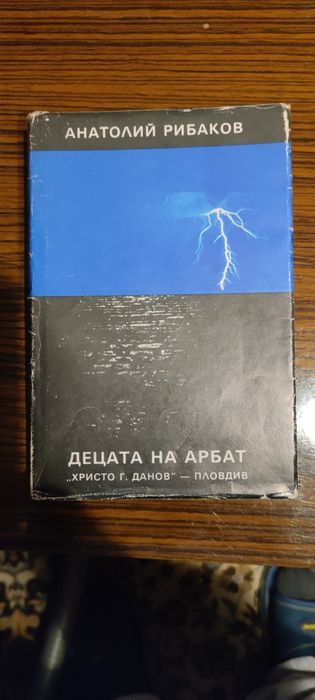 АНАТОЛИЙ РИБАКОВ
ДЕЦАТА НА АРБАТ
„ХРИСТО Г. ДАНОВ” — ПЛОВДИВ